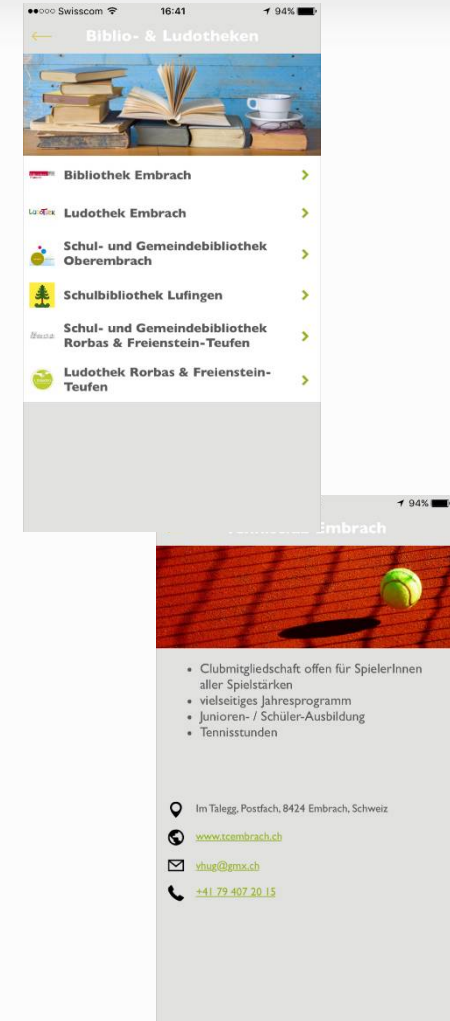 Swisscom 16:41 94%
Biblio- & Ludotheken
Bibliothek Embrach
LUDOTHEK
Ludothek Embrach
Schul- und Gemeindebibliothek
Oberembrach
Schulbibliothek Lufingen
Schul- und Gemeindebibliothek
Rorbas & Freienstein-Teufen
Ludothek Rorbas & Freienstein-
Teufen
94%
Embrach
• Clubmitgliedschaft offen für SpielerInnen
aller Spielstärken
• vielseitiges Jahresprogramm
• Junioren- / Schüler-Ausbildung
• Tennisstunden
Im Talegg, Postfach, 8424 Embrach, Schweiz
www.tcembrach.ch
vhug@gmx.ch
+41 79 407 20 15